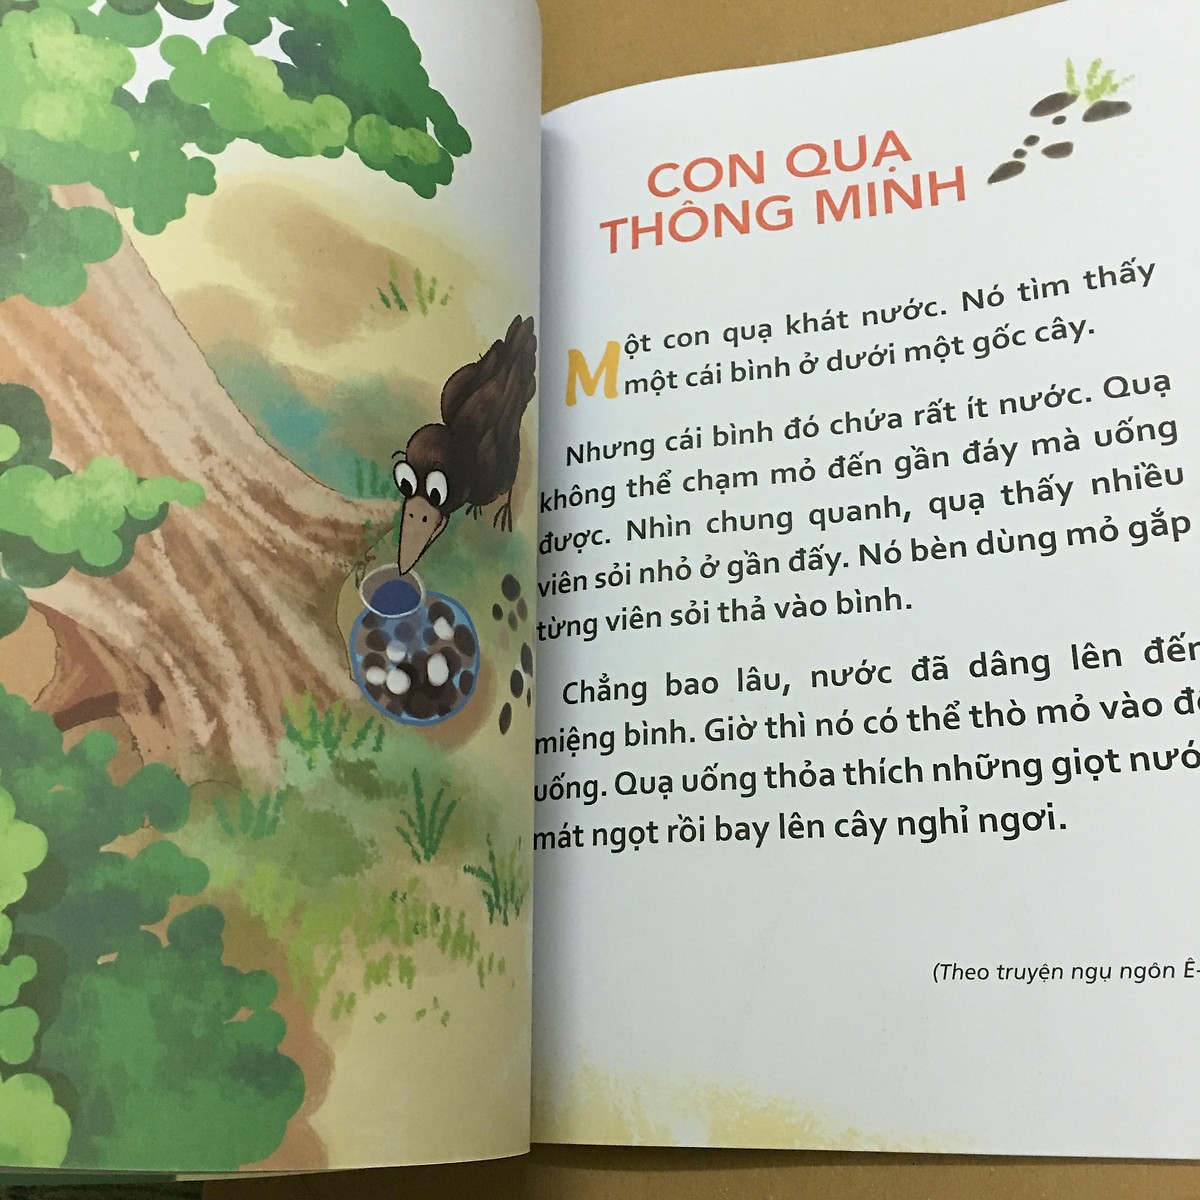 CON QUẠ
THÔNG MINH
Một con quạ khát nước. Nó tìm thấy
một cái bình ở dưới một gốc cây.
Nhưng cái bình đó chứa rất ít nước. Quạ
không thể chạm mỏ đến gần đáy mà uống
được. Nhìn chung quanh, quạ thấy nhiều
viên sỏi nhỏ ở gần đấy. Nó bèn dùng mỏ gắp
từng viên sỏi thả vào bình.
Chẳng bao lâu, nước đã dâng lên đến
miệng bình. Giờ thì nó có thể thò mỏ vào để
uống. Quạ uống thỏa thích những giọt nước
mát ngọt rồi bay lên cây nghỉ ngơi.
(Theo truyện ngụ ngôn Ê-